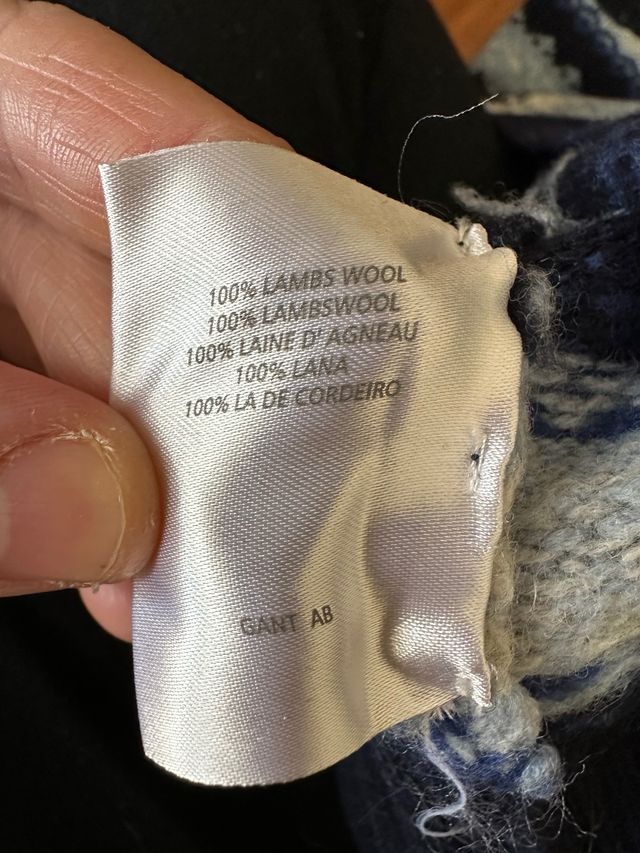 100% LAMBS WOOL
100% LAMBSWOOL
100% LAINE D' AGNEAU
100% LANA
100% LA DE CORDEIRO
GANT AB